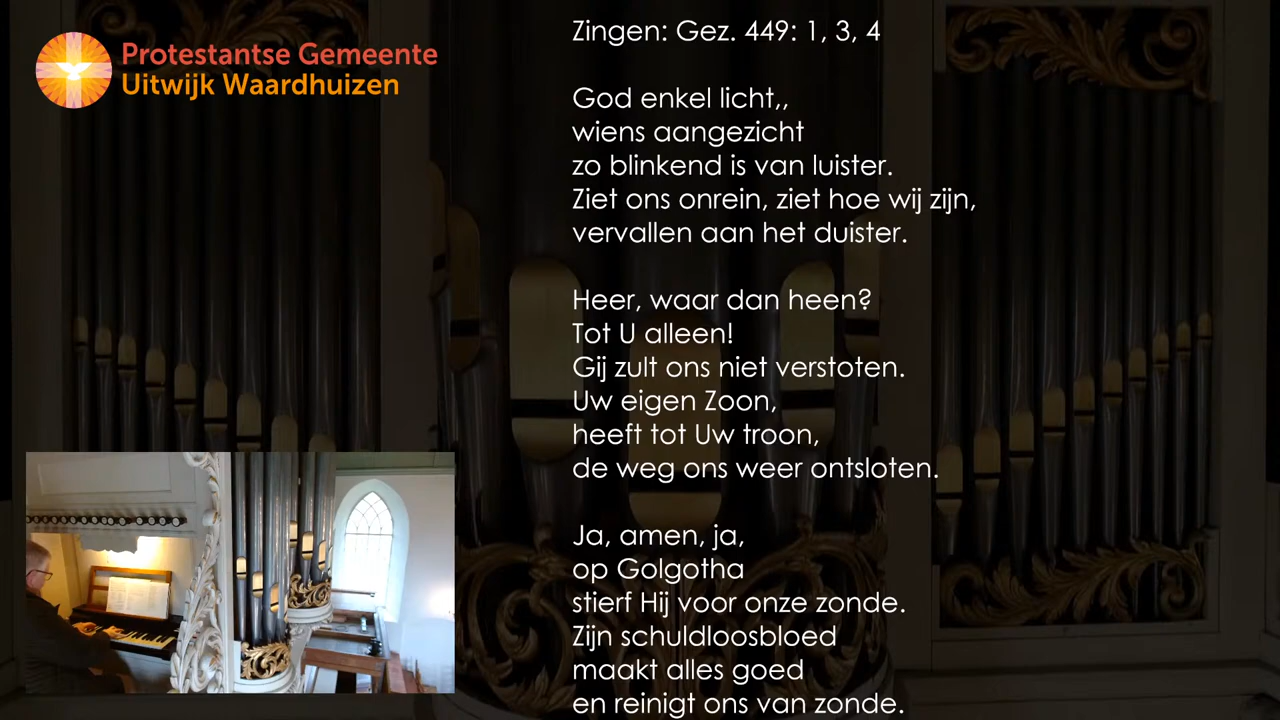 Protestantse Gemeente
Uitwijk Waardhuizen
Zingen: Gez. 449: 1, 3, 4
God enkel licht,,
wiens aangezicht
zo blinkend is van luister.
Ziet ons onrein, ziet hoe wij zijn,
vervallen aan het duister.
Heer, waar dan heen?
Tot U alleen!
Gij zult ons niet verstoten.
Uw eigen Zoon,
heeft tot Uw troon,
de weg ons weer ontsloten.
Ja, amen, ja,
op Golgotha
stierf Hij voor onze zonde.
Zijn schuldloosbloed
maakt alles goed
en reinigt ons van zonde.